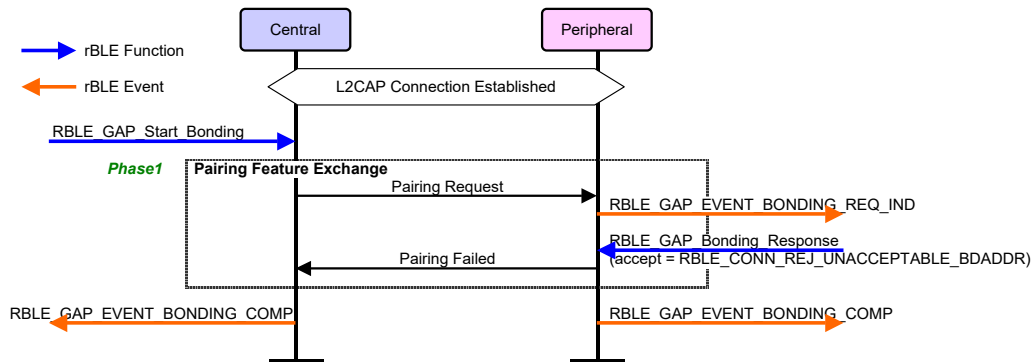 Central
Peripheral
rBLE Function
rBLE Event
L2CAP Connection Established
RBLE_GAP_Start_Bonding
Phase1
Pairing Feature Exchange
Pairing Request
RBLE_GAP_EVENT_BONDING_REQ_IND
RBLE_GAP_Bonding_Response
(accept = RBLE_CONN_REJ_UNACCEPTABLE_BDADDR)
Pairing Failed
RBLE_GAP_EVENT_BONDING_COMP
RBLE_GAP_EVENT_BONDING_COMP